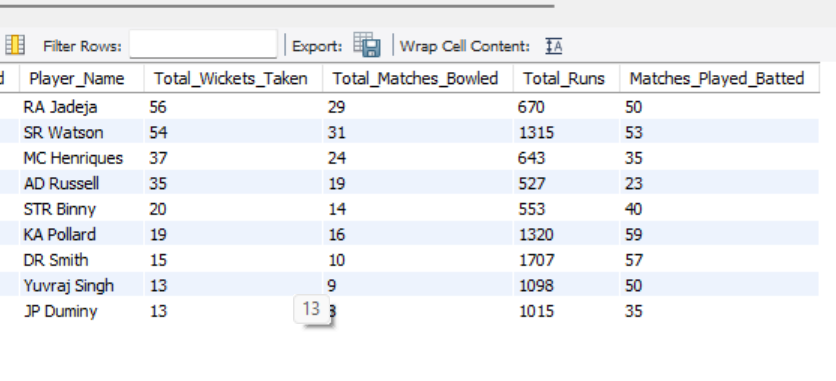 Filter Rows: Export: Wrap Cell Content: IA
d Player_Name Total_Wickets_Taken Total_Matches_Bowled Total_Runs Matches_Played_Batted
RA Jadeja 56 29 670 50
SR Watson 54 31 1315 53
MC Henriques 37 24 643 35
AD Russell 35 19 527 23
STR Binny 20 14 553 40
KA Pollard 19 16 1320 59
DR Smith 15 10 1707 57
Yuvraj Singh 13 9 1098 50
JP Duminy 13 13 1015 35